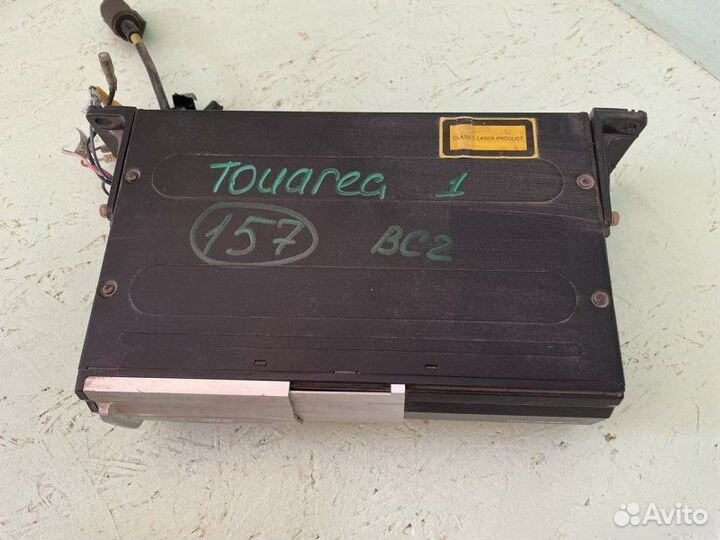 CLASS 1 LASER PRODUCT
Touareg 1
157 BC2
Avito